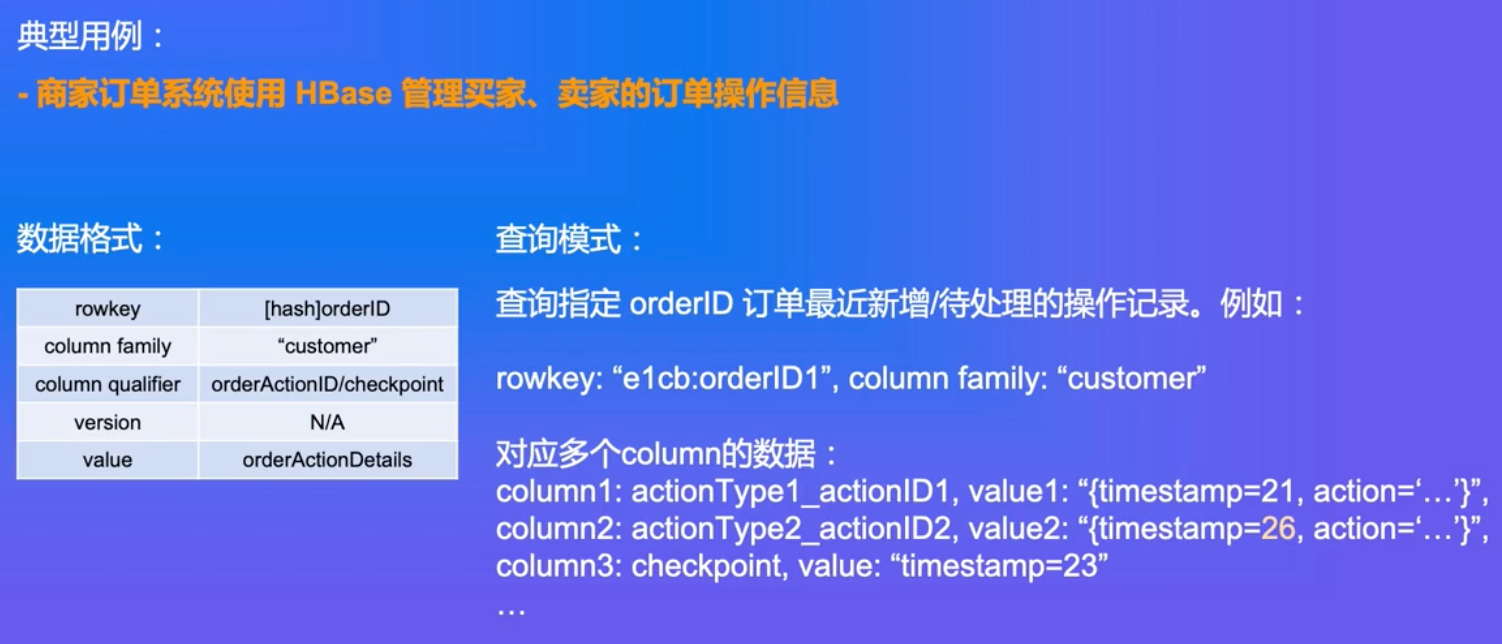 典型用例：
- 商家订单系统使用 HBase 管理买家、卖家的订单操作信息
数据格式：
rowkey [hash]orderID
column family “customer”
column qualifier orderActionID/checkpoint
version N/A
value orderActionDetails
查询模式：
查询指定 orderID 订单最近新增/待处理的操作记录。例如：
rowkey: “e1cb:orderID1”, column family: “customer”
对应多个column的数据：
column1: actionType1_actionID1, value1: “{timestamp=21, action=‘…’}”,
column2: actionType2_actionID2, value2: “{timestamp=26, action=‘…’}”,
column3: checkpoint, value: “timestamp=23”
…